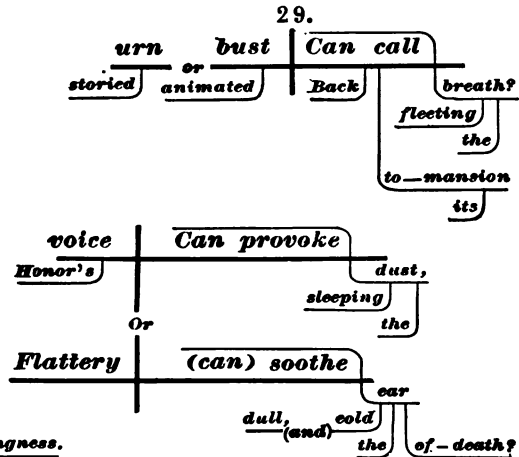 29.
urn or bust Can call
storied animated Back breath?
fleeting
the
to—mansion
its
voice Can provoke
Honor's dust,
sleeping
the
Or
Flattery (can) soothe
ear
dull, (and) cold
ngness. the of–death?